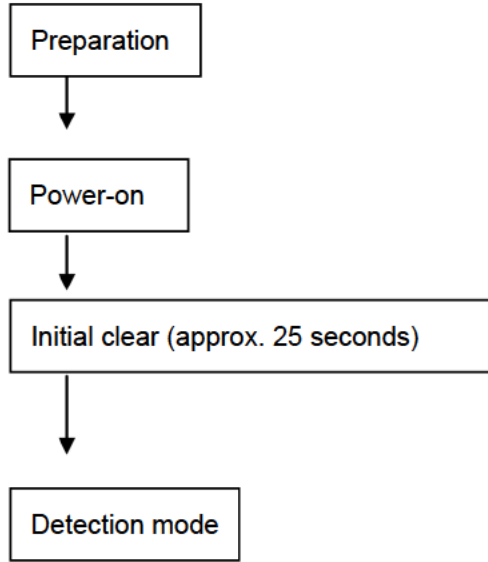 Preparation
Power-on
Initial clear (approx. 25 seconds)
Detection mode